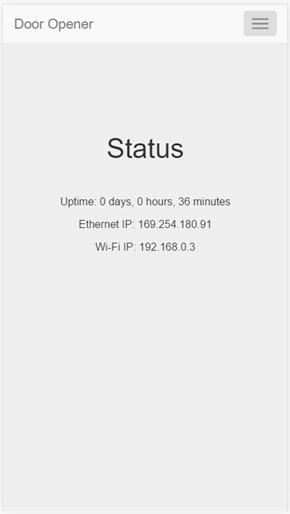 Door Opener
Status
Uptime: 0 days, 0 hours, 36 minutes
Ethernet IP: 169.254.180.91
Wi-Fi IP: 192.168.0.3